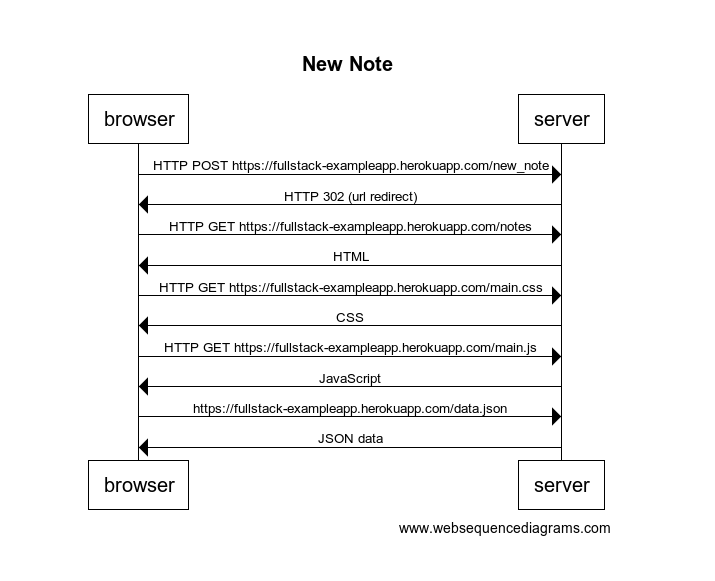 New Note
browser
server
HTTP POST https://fullstack-exampleapp.herokuapp.com/new_note
HTTP 302 (url redirect)
HTTP GET https://fullstack-exampleapp.herokuapp.com/notes
HTML
HTTP GET https://fullstack-exampleapp.herokuapp.com/main.css
CSS
HTTP GET https://fullstack-exampleapp.herokuapp.com/main.js
JavaScript
https://fullstack-exampleapp.herokuapp.com/data.json
JSON data
browser
server
www.websequencediagrams.com